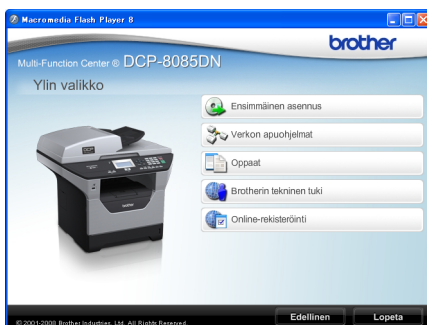 Macromedia Flash Player 8
brother
Multi-Function Center ® DCP-8085DN
Ylin valikko
Ensimmäinen asennus
Verkon apuohjelmat
Oppaat
Brotherin tekninen tuki
Online-rekisteröinti
Edellinen
Lopeta
© 2001-2008 Brother Industries, Ltd. All Rights Reserved.